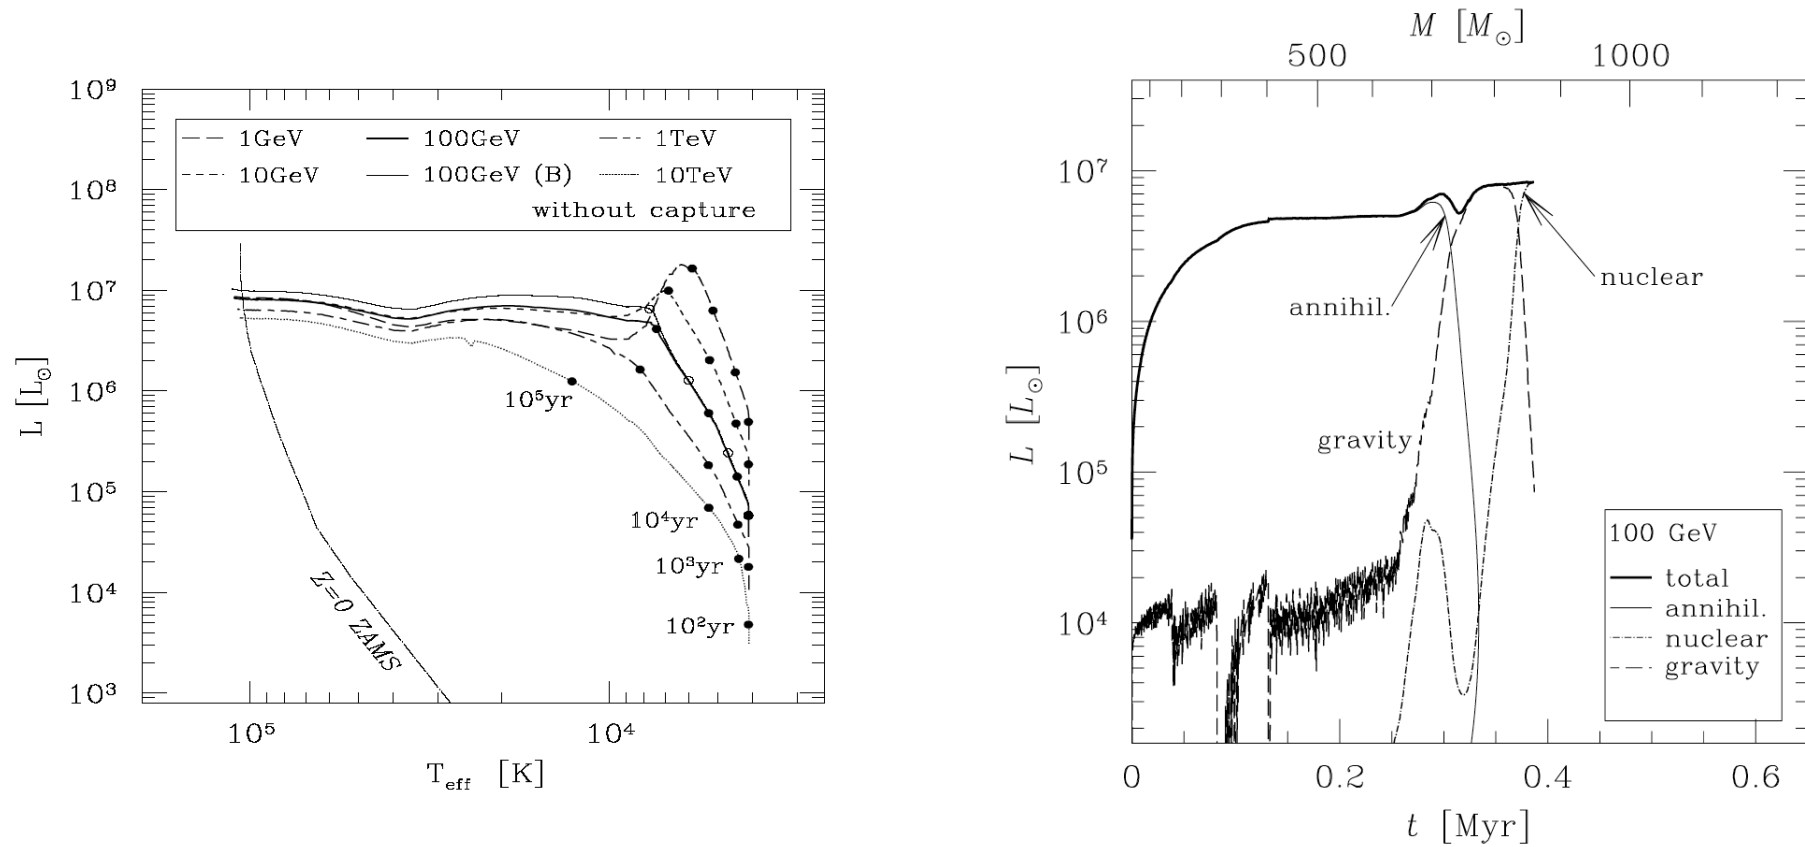 10⁹
10⁸
10⁷
10⁶
10⁵
10⁴
10³
L [L☉]
1GeV 100GeV 1TeV
10GeV 100GeV (B) 10TeV
without capture
10⁵yr
10⁴yr
10³yr
10²yr
Z=0 ZAMS
10⁵ 10⁴
T_eff [K]
M [M☉]
500 1000
10⁷
10⁶
10⁵
10⁴
L [L☉]
nuclear
annihil.
gravity
100 GeV
total
annihil.
nuclear
gravity
0 0.2 0.4 0.6
t [Myr]